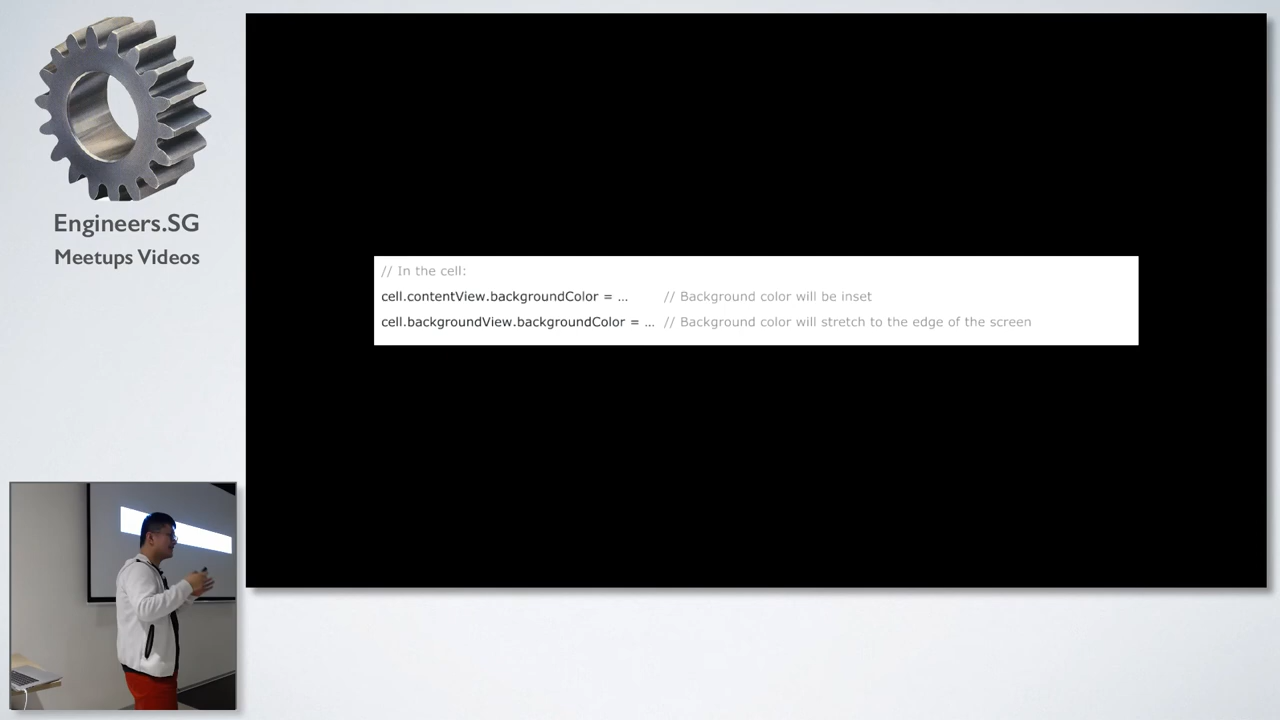 Engineers.SG
Meetups Videos
// In the cell:
cell.contentView.backgroundColor = ... // Background color will be inset
cell.backgroundView.backgroundColor = ... // Background color will stretch to the edge of the screen